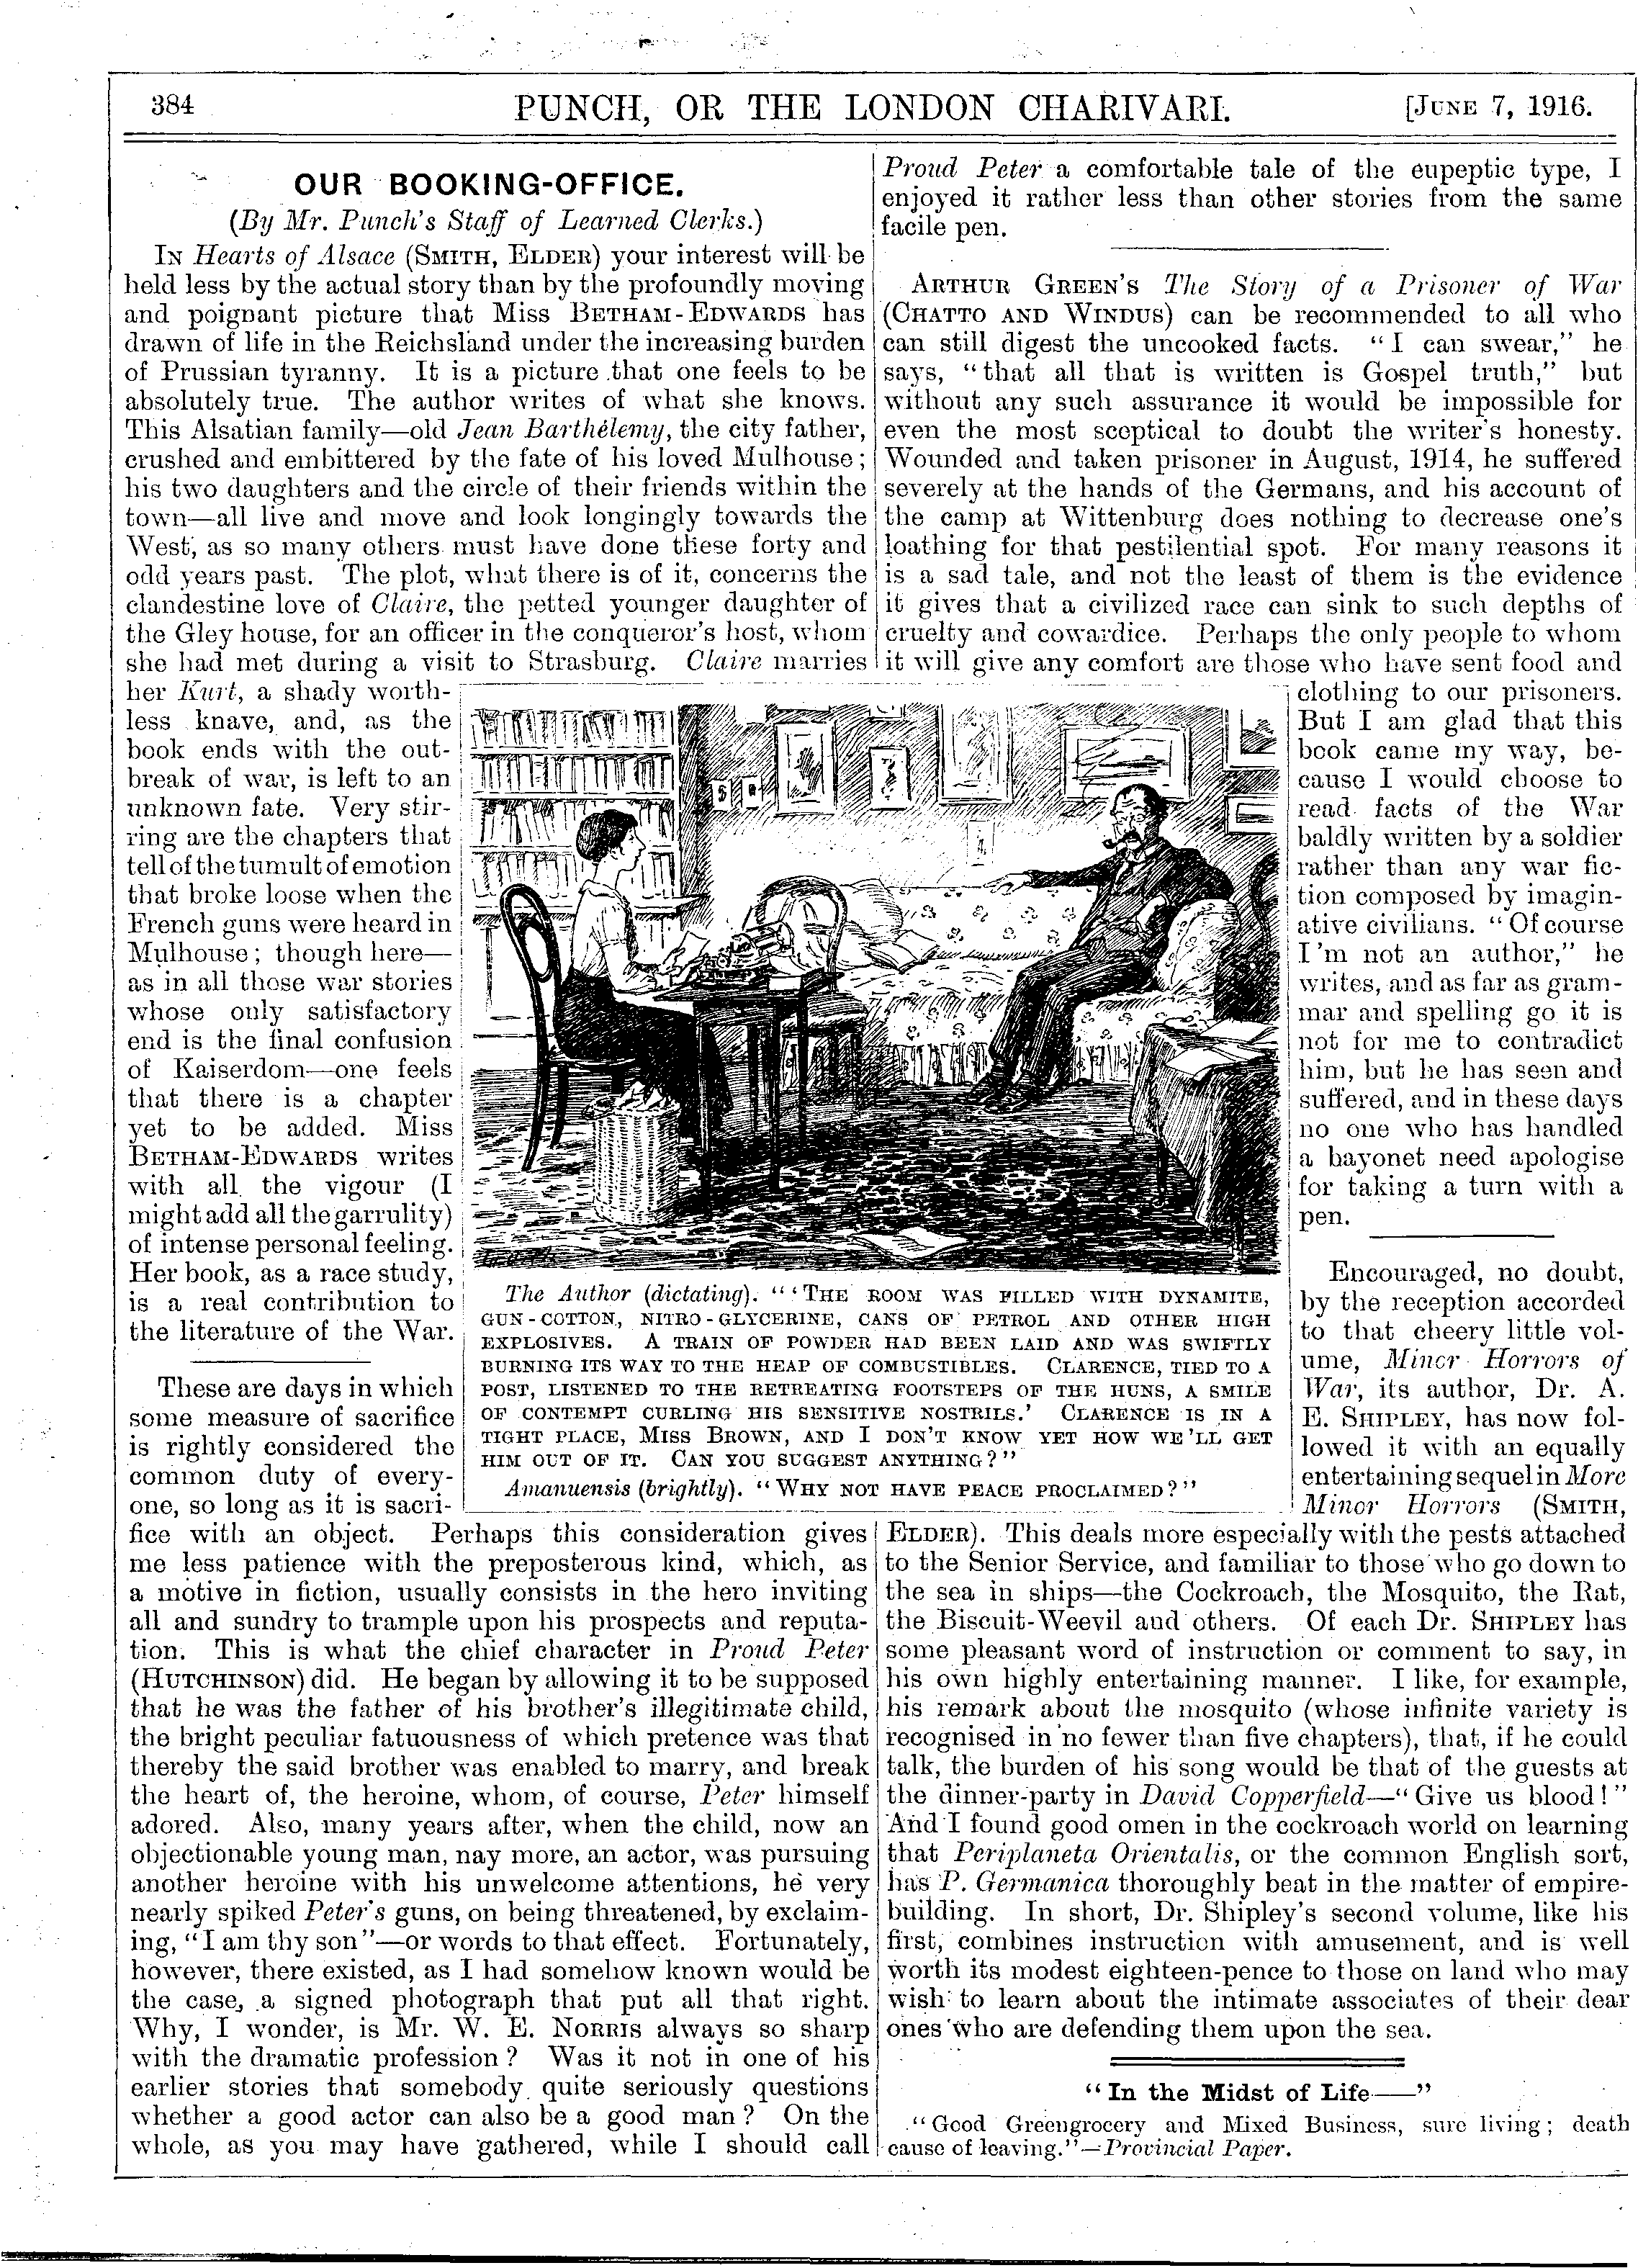 384
PUNCH, OR THE LONDON CHARIVARI.
[JUNE 7, 1916.
OUR BOOKING-OFFICE.
(By Mr. Punch's Staff of Learned Clerks.)
IN Hearts of Alsace (SMITH, ELDER) your interest will be
held less by the actual story than by the profoundly moving
and poignant picture that Miss BETHAM-EDWARDS has
drawn of life in the Reichsland under the increasing burden
of Prussian tyranny. It is a picture that one feels to be
absolutely true. The author writes of what she knows.
This Alsatian family—old Jean Barthélemy, the city father,
crushed and embittered by the fate of his loved Mulhouse;
his two daughters and the circle of their friends within the
town—all live and move and look longingly towards the
West, as so many others must have done these forty and
odd years past. The plot, what there is of it, concerns the
clandestine love of Claire, the petted younger daughter of
the Gley house, for an officer in the conqueror's host, whom
she had met during a visit to Strasburg. Claire marries
her Kurt, a shady worth-
less knave, and, as the
book ends with the out-
break of war, is left to an
unknown fate. Very stir-
ring are the chapters that
tell of the tumult of emotion
that broke loose when the
French guns were heard in
Mulhouse; though here—
as in all those war stories
whose only satisfactory
end is the final confusion
of Kaiserdom—one feels
that there is a chapter
yet to be added. Miss
BETHAM-EDWARDS writes
with all the vigour (I
might add all the garrulity)
of intense personal feeling.
Her book, as a race study,
is a real contribution to
the literature of the War.
These are days in which
some measure of sacrifice
is rightly considered the
common duty of every-
one, so long as it is sacri-
fice with an object. Perhaps this consideration gives
me less patience with the preposterous kind, which, as
a motive in fiction, usually consists in the hero inviting
all and sundry to trample upon his prospects and reputa-
tion. This is what the chief character in Proud Peter
(HUTCHINSON) did. He began by allowing it to be supposed
that he was the father of his brother's illegitimate child,
the bright peculiar fatuousness of which pretence was that
thereby the said brother was enabled to marry, and break
the heart of, the heroine, whom, of course, Peter himself
adored. Also, many years after, when the child, now an
objectionable young man, nay more, an actor, was pursuing
another heroine with his unwelcome attentions, he very
nearly spiked Peter's guns, on being threatened, by exclaim-
ing, "I am thy son"—or words to that effect. Fortunately,
however, there existed, as I had somehow known would be
the case, a signed photograph that put all that right.
Why, I wonder, is Mr. W. E. NORRIS always so sharp
with the dramatic profession? Was it not in one of his
earlier stories that somebody quite seriously questions
whether a good actor can also be a good man? On the
whole, as you may have gathered, while I should call
Proud Peter a comfortable tale of the eupeptic type, I
enjoyed it rather less than other stories from the same
facile pen.
ARTHUR GREEN'S The Story of a Prisoner of War
(CHATTO AND WINDUS) can be recommended to all who
can still digest the uncooked facts. "I can swear," he
says, "that all that is written is Gospel truth," but
without any such assurance it would be impossible for
even the most sceptical to doubt the writer's honesty.
Wounded and taken prisoner in August, 1914, he suffered
severely at the hands of the Germans, and his account of
the camp at Wittenburg does nothing to decrease one's
loathing for that pestilential spot. For many reasons it
is a sad tale, and not the least of them is the evidence
it gives that a civilized race can sink to such depths of
cruelty and cowardice. Perhaps the only people to whom
it will give any comfort are those who have sent food and
clothing to our prisoners.
But I am glad that this
book came my way, be-
cause I would choose to
read facts of the War
baldly written by a soldier
rather than any war fic-
tion composed by imagin-
ative civilians. "Of course
I'm not an author," he
writes, and as far as gram-
mar and spelling go it is
not for me to contradict
him, but he has seen and
suffered, and in these days
no one who has handled
a bayonet need apologise
for taking a turn with a
pen.
Encouraged, no doubt,
by the reception accorded
to that cheery little vol-
ume, Minor Horrors of
War, its author, Dr. A.
E. SHIPLEY, has now fol-
lowed it with an equally
entertaining sequel in More
Minor Horrors (SMITH,
ELDER). This deals more especially with the pests attached
to the Senior Service, and familiar to those who go down to
the sea in ships—the Cockroach, the Mosquito, the Rat,
the Biscuit-Weevil and others. Of each Dr. SHIPLEY has
some pleasant word of instruction or comment to say, in
his own highly entertaining manner. I like, for example,
his remark about the mosquito (whose infinite variety is
recognised in no fewer than five chapters), that, if he could
talk, the burden of his song would be that of the guests at
the dinner-party in David Copperfield—"Give us blood!"
And I found good omen in the cockroach world on learning
that Periplaneta Orientalis, or the common English sort,
has P. Germanica thoroughly beat in the matter of empire-
building. In short, Dr. Shipley's second volume, like his
first, combines instruction with amusement, and is well
worth its modest eighteen-pence to those on land who may
wish to learn about the intimate associates of their dear
ones who are defending them upon the sea.
"In the Midst of Life——"
"Good Greengrocery and Mixed Business, sure living; death
cause of leaving."—Provincial Paper.
The Author (dictating). "'THE ROOM WAS FILLED WITH DYNAMITE,
GUN-COTTON, NITRO-GLYCERINE, CANS OF PETROL AND OTHER HIGH
EXPLOSIVES. A TRAIN OF POWDER HAD BEEN LAID AND WAS SWIFTLY
BURNING ITS WAY TO THE HEAP OF COMBUSTIBLES. CLARENCE, TIED TO A
POST, LISTENED TO THE RETREATING FOOTSTEPS OF THE HUNS, A SMILE
OF CONTEMPT CURLING HIS SENSITIVE NOSTRILS.' CLARENCE IS IN A
TIGHT PLACE, MISS BROWN, AND I DON'T KNOW YET HOW WE'LL GET
HIM OUT OF IT. CAN YOU SUGGEST ANYTHING?"
Amanuensis (brightly). "WHY NOT HAVE PEACE PROCLAIMED?"